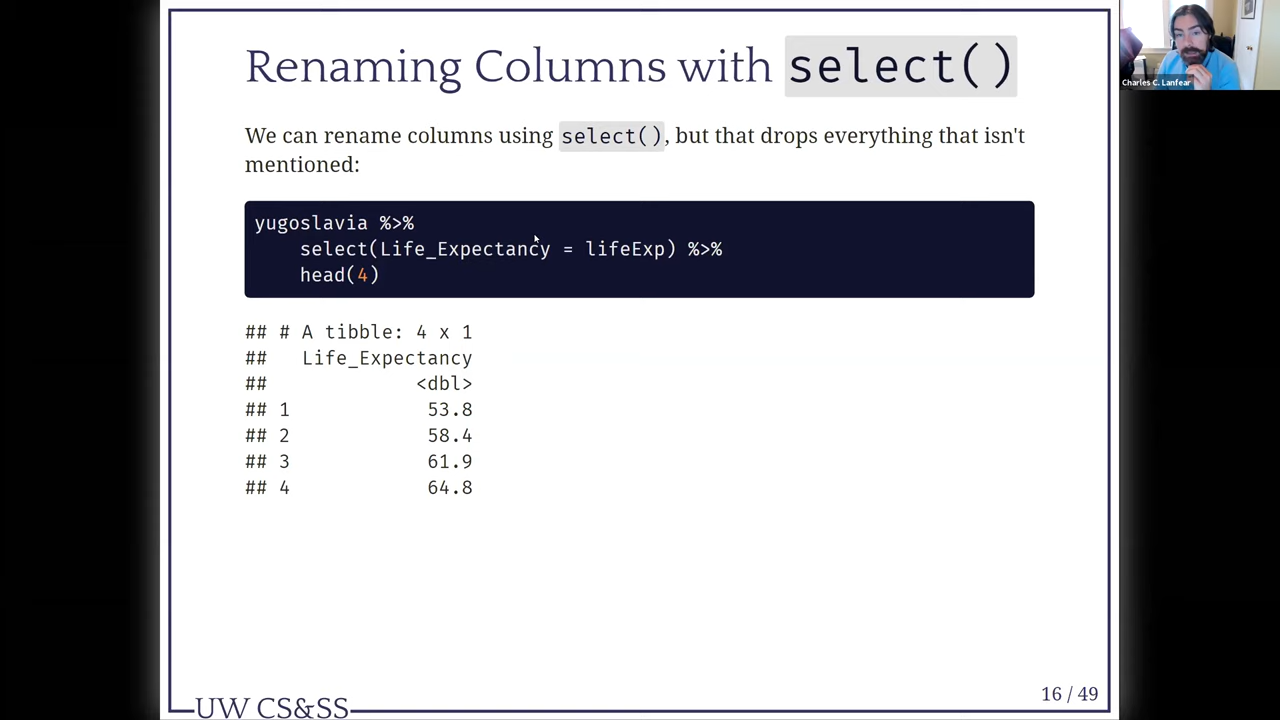 Renaming Columns with select()
We can rename columns using select(), but that drops everything that isn't
mentioned:
yugoslavia %>%
    select(Life_Expectancy = lifeExp) %>%
    head(4)
## # A tibble: 4 x 1
##   Life_Expectancy
##             <dbl>
## 1            53.8
## 2            58.4
## 3            61.9
## 4            64.8
UW CS&SS
16 / 49
Charles C. Lanfear